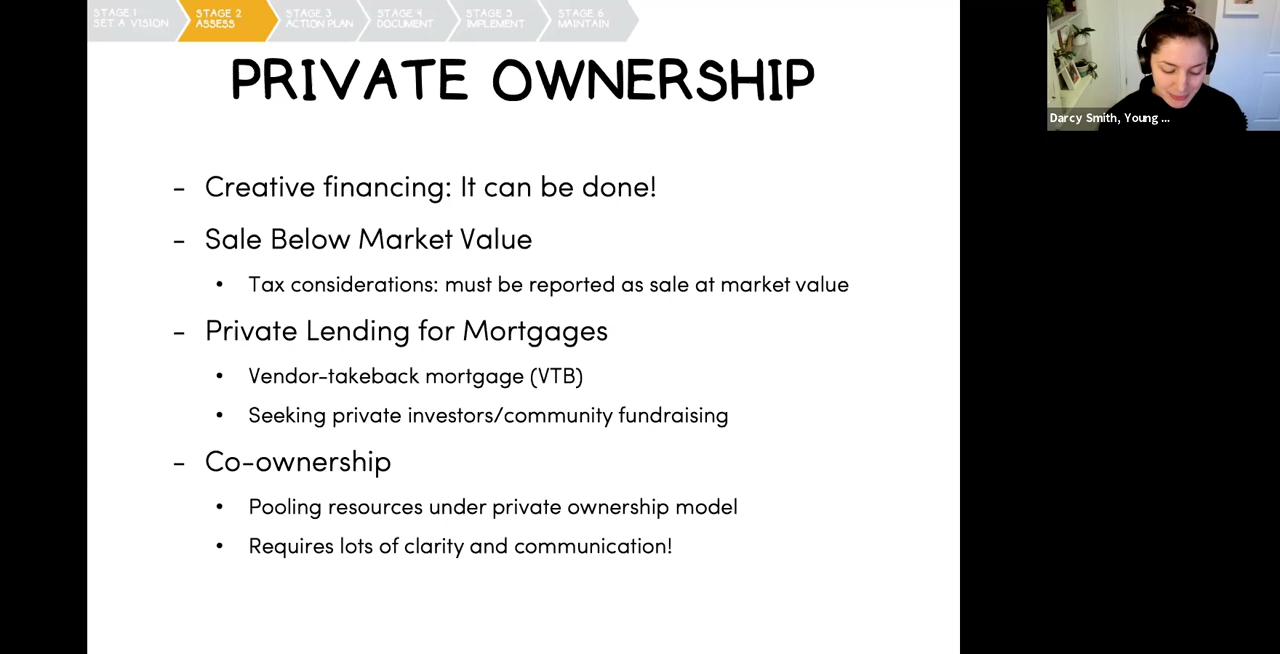 STAGE 1
SET A VISION
STAGE 2
ASSESS
STAGE 3
ACTION PLAN
STAGE 4
DOCUMENT
STAGE 5
IMPLEMENT
STAGE 6
MAINTAIN
PRIVATE OWNERSHIP
- Creative financing: It can be done!
- Sale Below Market Value
• Tax considerations: must be reported as sale at market value
- Private Lending for Mortgages
• Vendor-takeback mortgage (VTB)
• Seeking private investors/community fundraising
- Co-ownership
• Pooling resources under private ownership model
• Requires lots of clarity and communication!
Darcy Smith, Young ...